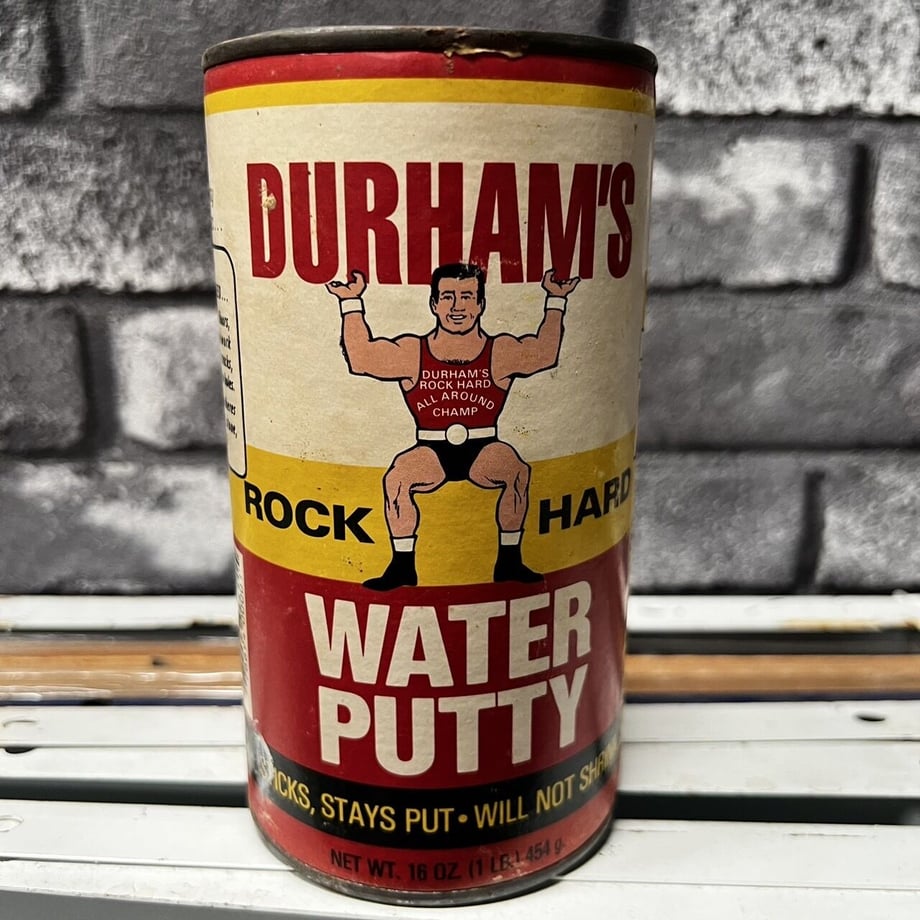 DURHAM'S
DURHAM'S
ROCK HARD
ALL AROUND
CHAMP
ROCK HARD
WATER
PUTTY
STAYS PUT • WILL NOT
NET WT. 16 OZ. (1 LB.) 454 g.